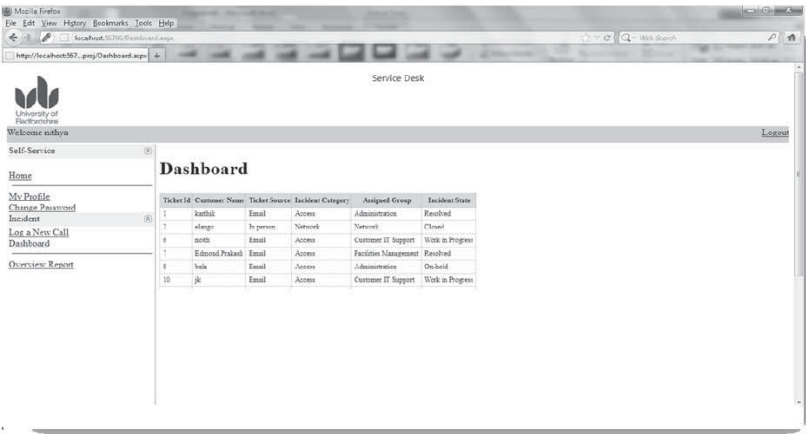 Mozilla Firefox
File Edit View History Bookmarks Tools Help
Web Search
http://localhost:567...proj/Dashboard.aspx +
Service Desk
University of
Bedfordshire
Welcome nithya Logout
Self-Service
Home
My Profile
Change Password
Incident
Log a New Call
Dashboard
Overview Report
Dashboard
Ticket Id Customer Name Ticket Source Incident Category Assigned Group Incident State
1 karthik Email Access Administration Resolved
elango In person Network Network Closed
6 Email Access Customer IT Support Work in Progress
7 Edmond Prakash Email Access Facilities Management Resolved
8 bala Email Access Administration On-hold
10 jk Email Access Customer IT Support Work in Progress